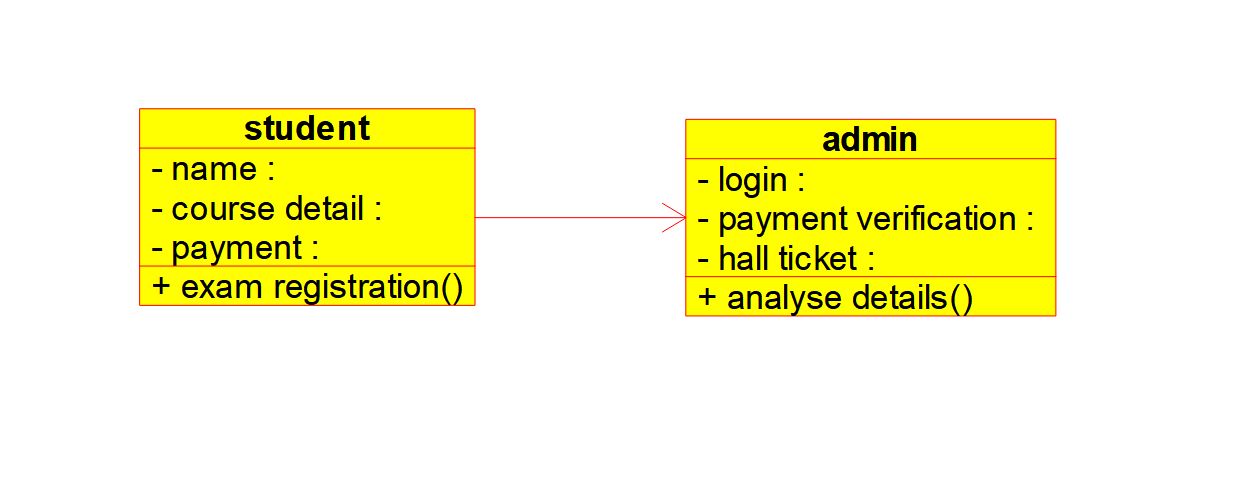 student
- name :
- course detail :
- payment :
+ exam registration()
admin
- login :
- payment verification :
- hall ticket :
+ analyse details()